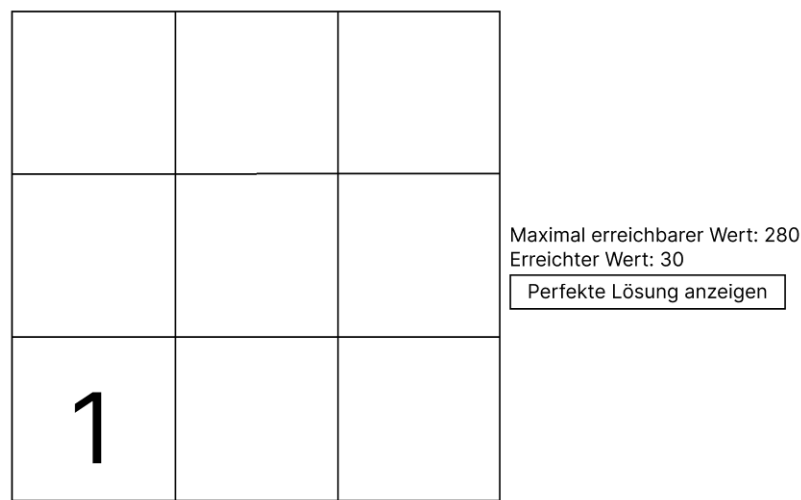 Maximal erreichbarer Wert: 280
Erreichter Wert: 30
Perfekte Lösung anzeigen
1